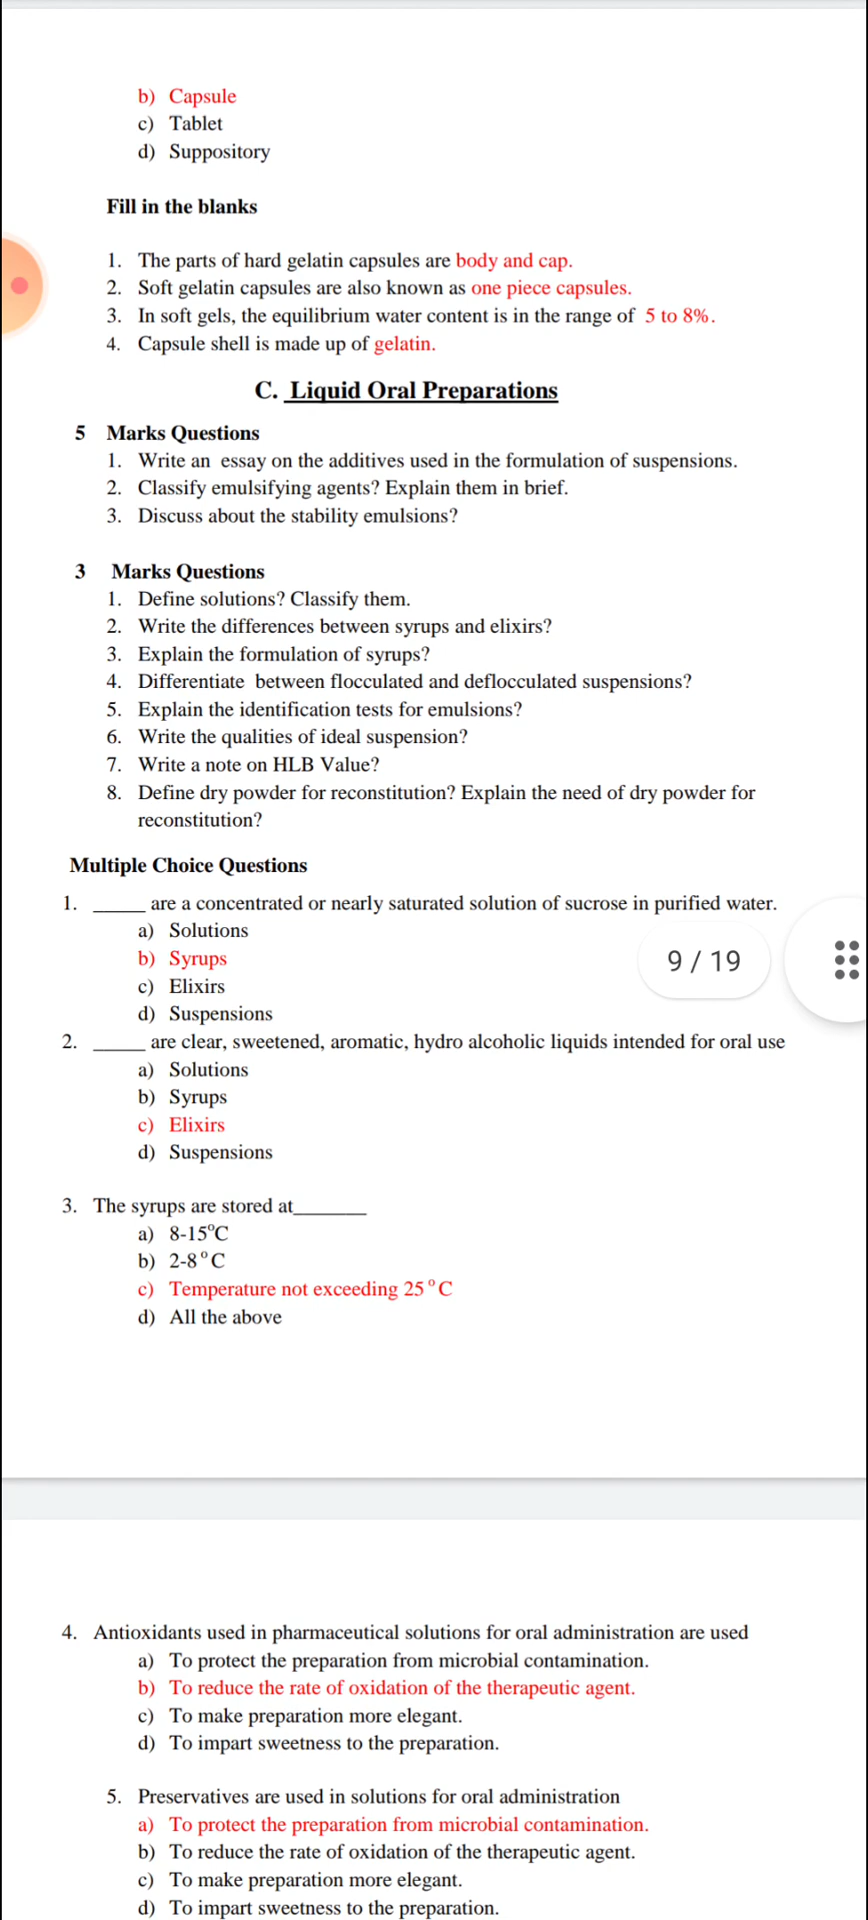 b) Capsule
c) Tablet
d) Suppository
Fill in the blanks
1. The parts of hard gelatin capsules are body and cap.
2. Soft gelatin capsules are also known as one piece capsules.
3. In soft gels, the equilibrium water content is in the range of 5 to 8%.
4. Capsule shell is made up of gelatin.
C. Liquid Oral Preparations
5 Marks Questions
1. Write an essay on the additives used in the formulation of suspensions.
2. Classify emulsifying agents? Explain them in brief.
3. Discuss about the stability emulsions?
3 Marks Questions
1. Define solutions? Classify them.
2. Write the differences between syrups and elixirs?
3. Explain the formulation of syrups?
4. Differentiate between flocculated and deflocculated suspensions?
5. Explain the identification tests for emulsions?
6. Write the qualities of ideal suspension?
7. Write a note on HLB Value?
8. Define dry powder for reconstitution? Explain the need of dry powder for
reconstitution?
Multiple Choice Questions
1. _____ are a concentrated or nearly saturated solution of sucrose in purified water.
a) Solutions
b) Syrups
9 / 19
c) Elixirs
d) Suspensions
2. _____ are clear, sweetened, aromatic, hydro alcoholic liquids intended for oral use
a) Solutions
b) Syrups
c) Elixirs
d) Suspensions
3. The syrups are stored at_______
a) 8-15°C
b) 2-8°C
c) Temperature not exceeding 25°C
d) All the above
4. Antioxidants used in pharmaceutical solutions for oral administration are used
a) To protect the preparation from microbial contamination.
b) To reduce the rate of oxidation of the therapeutic agent.
c) To make preparation more elegant.
d) To impart sweetness to the preparation.
5. Preservatives are used in solutions for oral administration
a) To protect the preparation from microbial contamination.
b) To reduce the rate of oxidation of the therapeutic agent.
c) To make preparation more elegant.
d) To impart sweetness to the preparation.